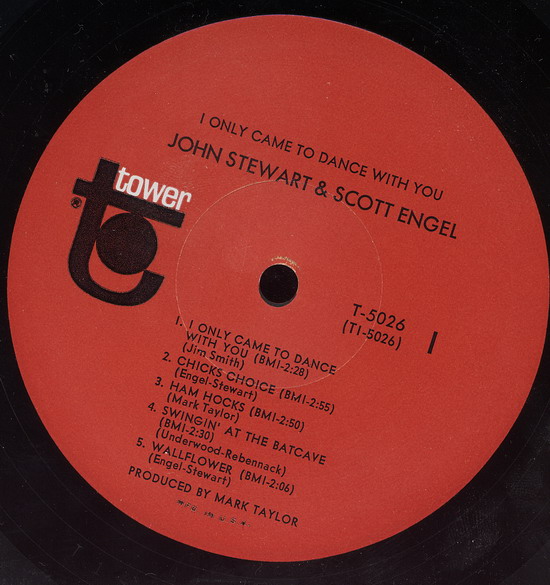 I ONLY CAME TO DANCE WITH YOU
JOHN STEWART & SCOTT ENGEL
tower
®
T-5026
(T1-5026)
1
1. I ONLY CAME TO DANCE
WITH YOU (BMI-2:28)
(Jim Smith)
2. CHICKS CHOICE (BMI-2:55)
(Engel-Stewart)
3. HAM HOCKS (BMI-2:50)
(Mark Taylor)
4. SWINGIN' AT THE BATCAVE
(BMI-2:30)
(Underwood-Rebennack)
5. WALLFLOWER (BMI-2:06)
(Engel-Stewart)
PRODUCED BY MARK TAYLOR
MFG. IN U.S.A.